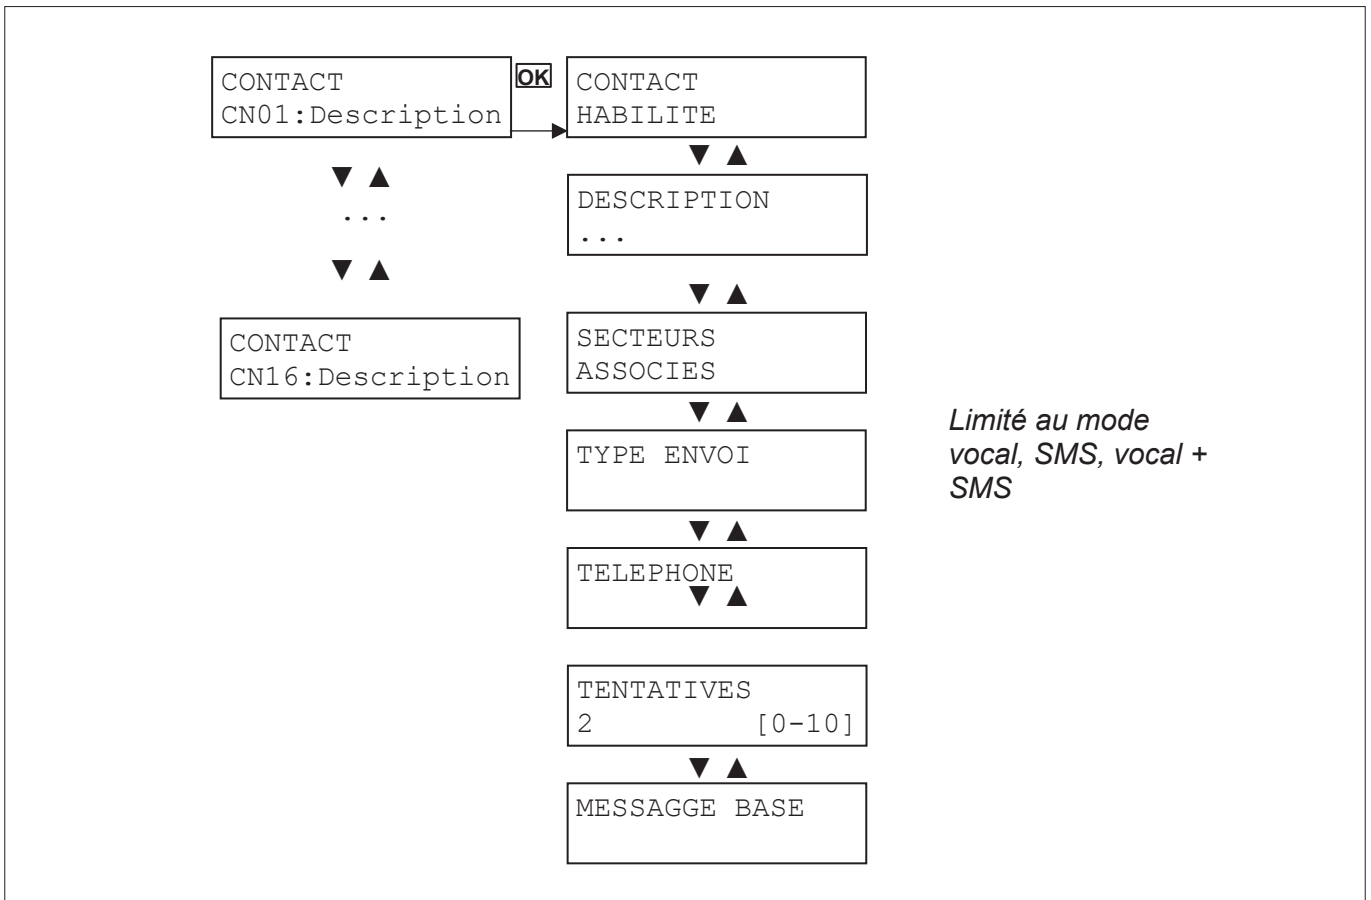 CONTACT
CN01:Description
OK
CONTACT
HABILITE
▼ ▲
▼ ▲
...
▼ ▲
DESCRIPTION
...
▼ ▲
CONTACT
CN16:Description
SECTEURS
ASSOCIES
▼ ▲
TYPE ENVOI
Limité au mode
vocal, SMS, vocal +
SMS
▼ ▲
TELEPHONE
▼ ▲
TENTATIVES
2 [0-10]
▼ ▲
MESSAGGE BASE